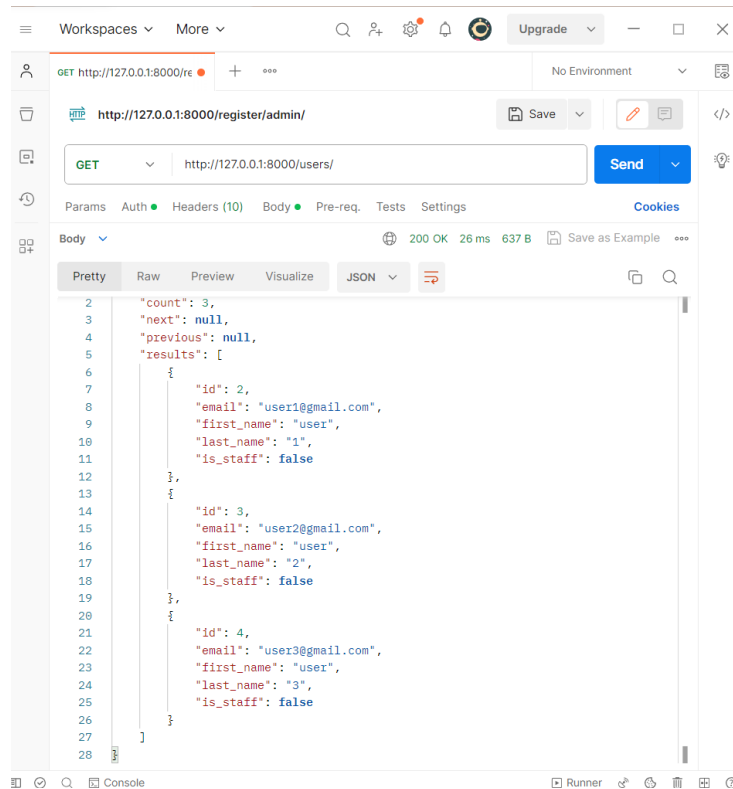 Workspaces More Upgrade
GET http://127.0.0.1:8000/re No Environment
HTTP http://127.0.0.1:8000/register/admin/ Save
GET http://127.0.0.1:8000/users/ Send
Params Auth Headers (10) Body Pre-req. Tests Settings Cookies
Body 200 OK 26 ms 637 B Save as Example
Pretty Raw Preview Visualize JSON
2 "count": 3,
3 "next": null,
4 "previous": null,
5 "results": [
6 {
7 "id": 2,
8 "email": "user1@gmail.com",
9 "first_name": "user",
10 "last_name": "1",
11 "is_staff": false
12 },
13 {
14 "id": 3,
15 "email": "user2@gmail.com",
16 "first_name": "user",
17 "last_name": "2",
18 "is_staff": false
19 },
20 {
21 "id": 4,
22 "email": "user3@gmail.com",
23 "first_name": "user",
24 "last_name": "3",
25 "is_staff": false
26 }
27 ]
28 }
Console Runner